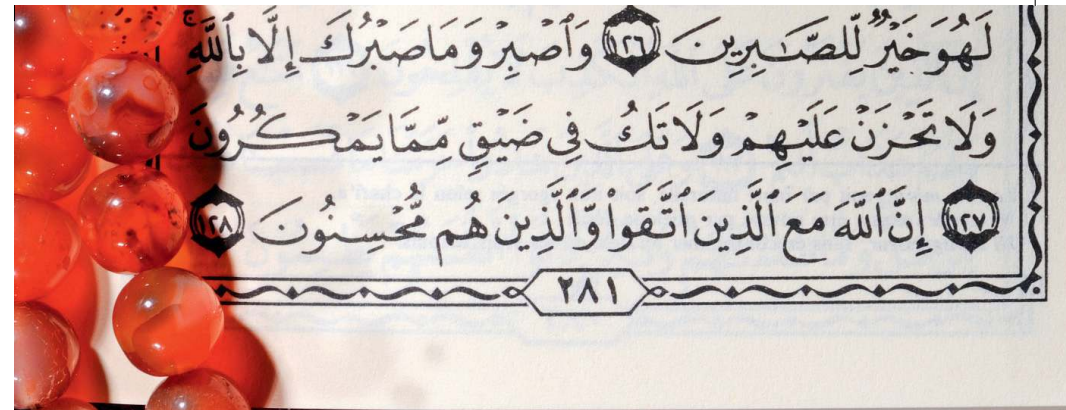 لَهُوَ خَيْرٌ لِّلصَّـٰبِرِينَ ١٢٦ وَٱصْبِرْ وَمَا صَبْرُكَ إِلَّا بِٱللَّهِ ۚ
وَلَا تَحْزَنْ عَلَيْهِمْ وَلَا تَكُ فِى ضَيْقٍ مِّمَّا يَمْكُرُونَ
١٢٧ إِنَّ ٱللَّهَ مَعَ ٱلَّذِينَ ٱتَّقَوا۟ وَّٱلَّذِينَ هُم مُّحْسِنُونَ ١٢٨
٢٨١